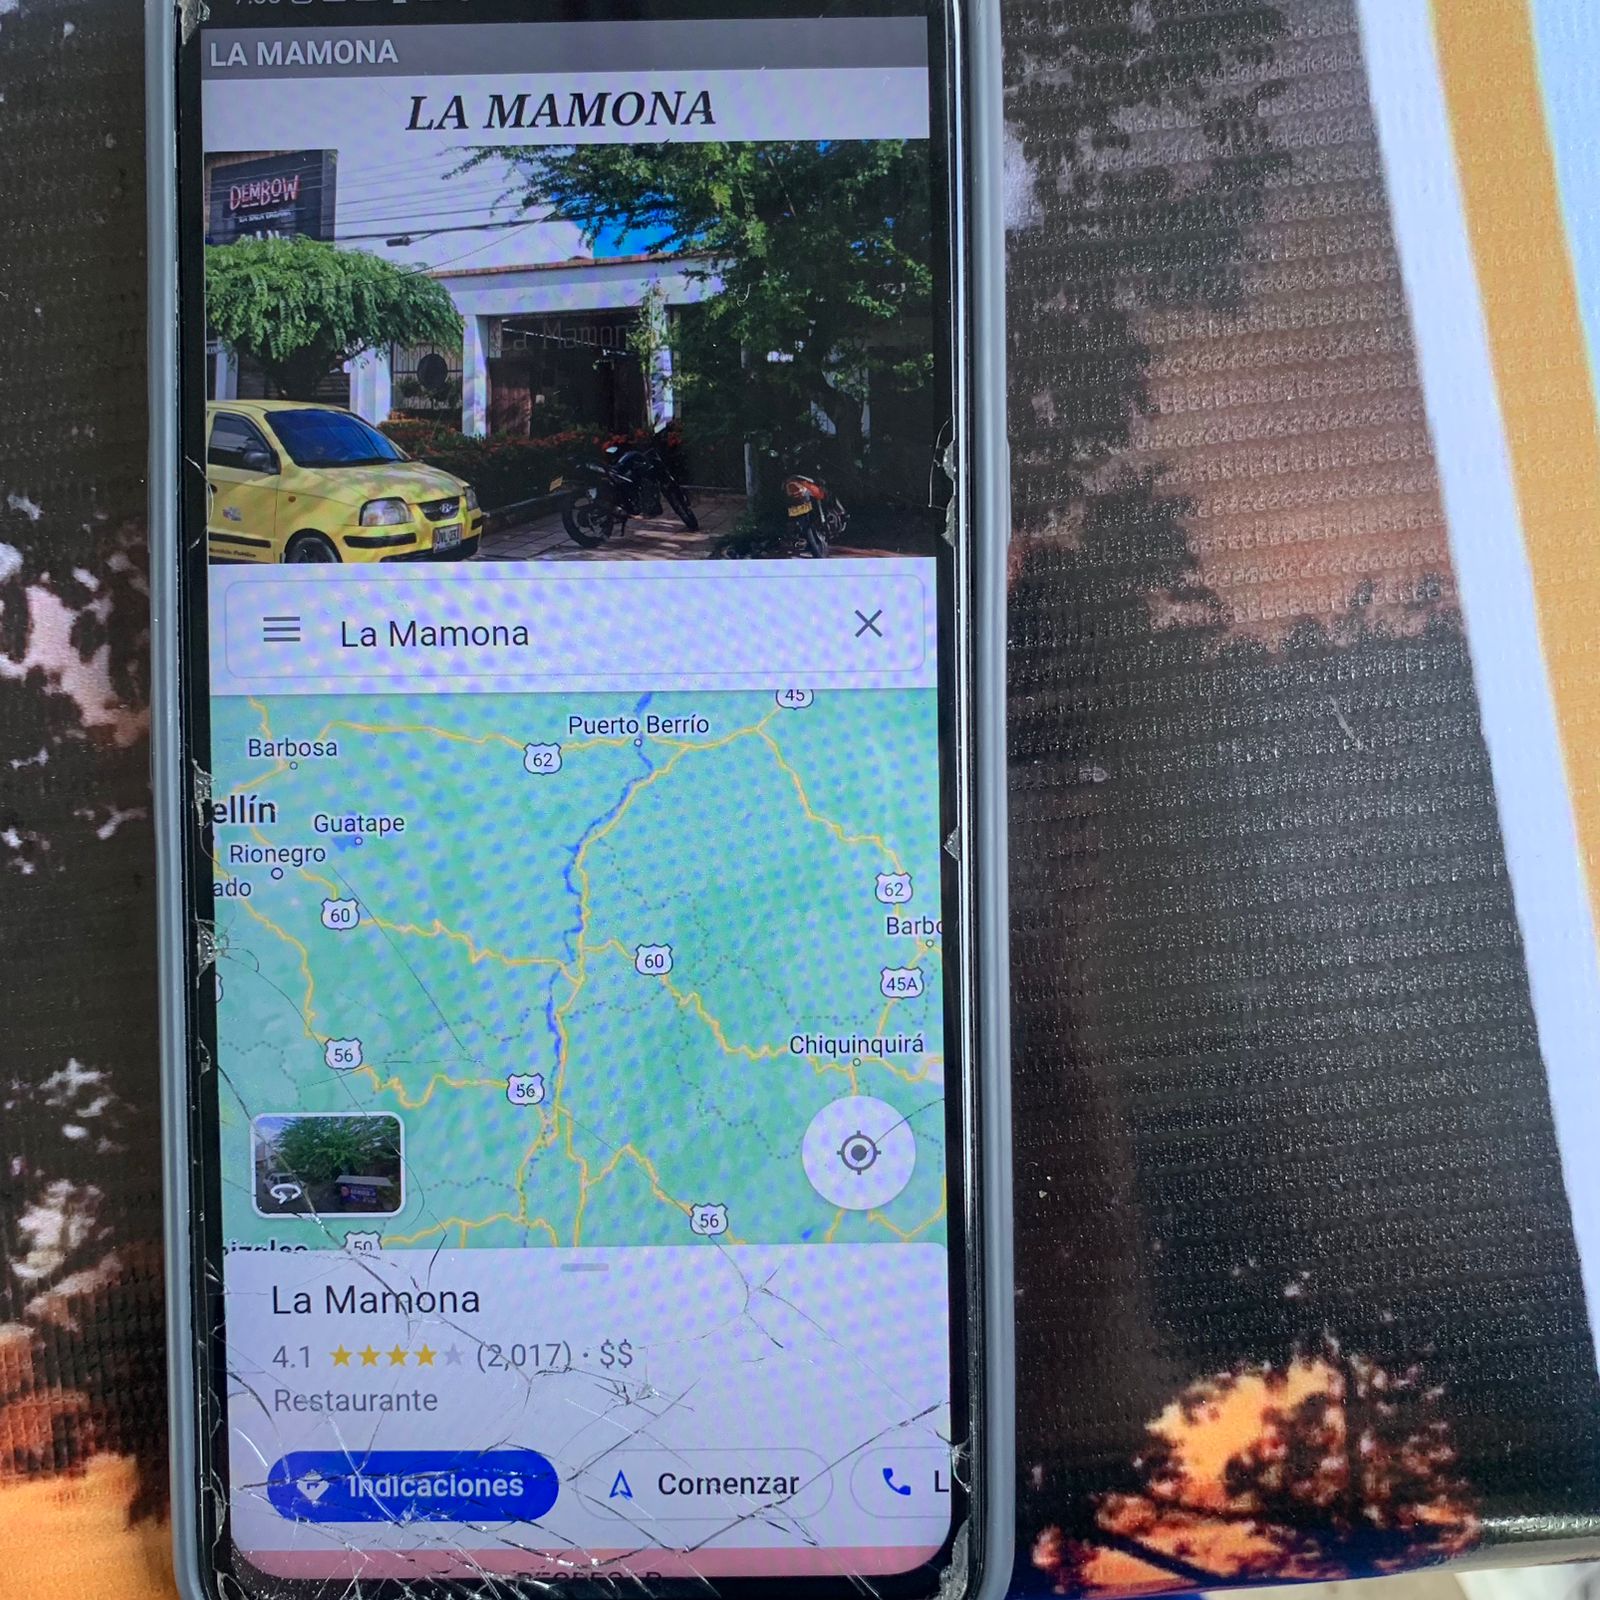 LA MAMONA
LA MAMONA
DEMBOW
La Mamona
La Mamona
45
Puerto Berrío
Barbosa
62
ellín
Guatape
Rionegro
ado
62
60
Barbo
60
45A
Chiquinquirá
56
56
56
50
La Mamona
4.1 (2,017) · $$
Restaurante
Indicaciones Comenzar L